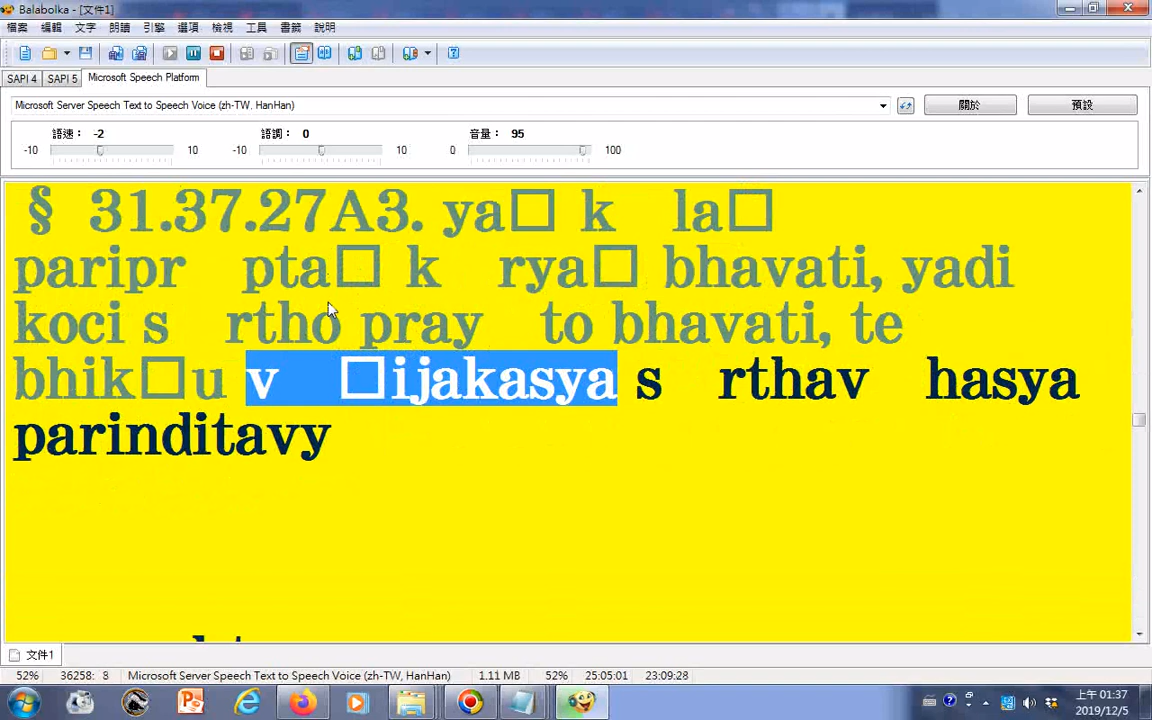 Balabolka - [文件1]
檔案 編輯 文字 朗讀 引擎 選項 檢視 工具 書籤 說明
SAPI 4 SAPI 5 Microsoft Speech Platform
Microsoft Server Speech Text to Speech Voice (zh-TW, HanHan) 關於 預設
語速： -2 語調： 0 音量： 95
-10 10 -10 10 0 100
§ 31.37.27A3. ya□ k la□
paripr pta□ k rya□ bhavati, yadi
koci s rtho pray to bhavati, te
bhik□u v □ijakasya s rthav hasya
parinditavy
文件1
52% 36258: 8 Microsoft Server Speech Text to Speech Voice (zh-TW, HanHan) 1.11 MB 52% 25:05:01 23:09:28
上午 01:37
2019/12/5